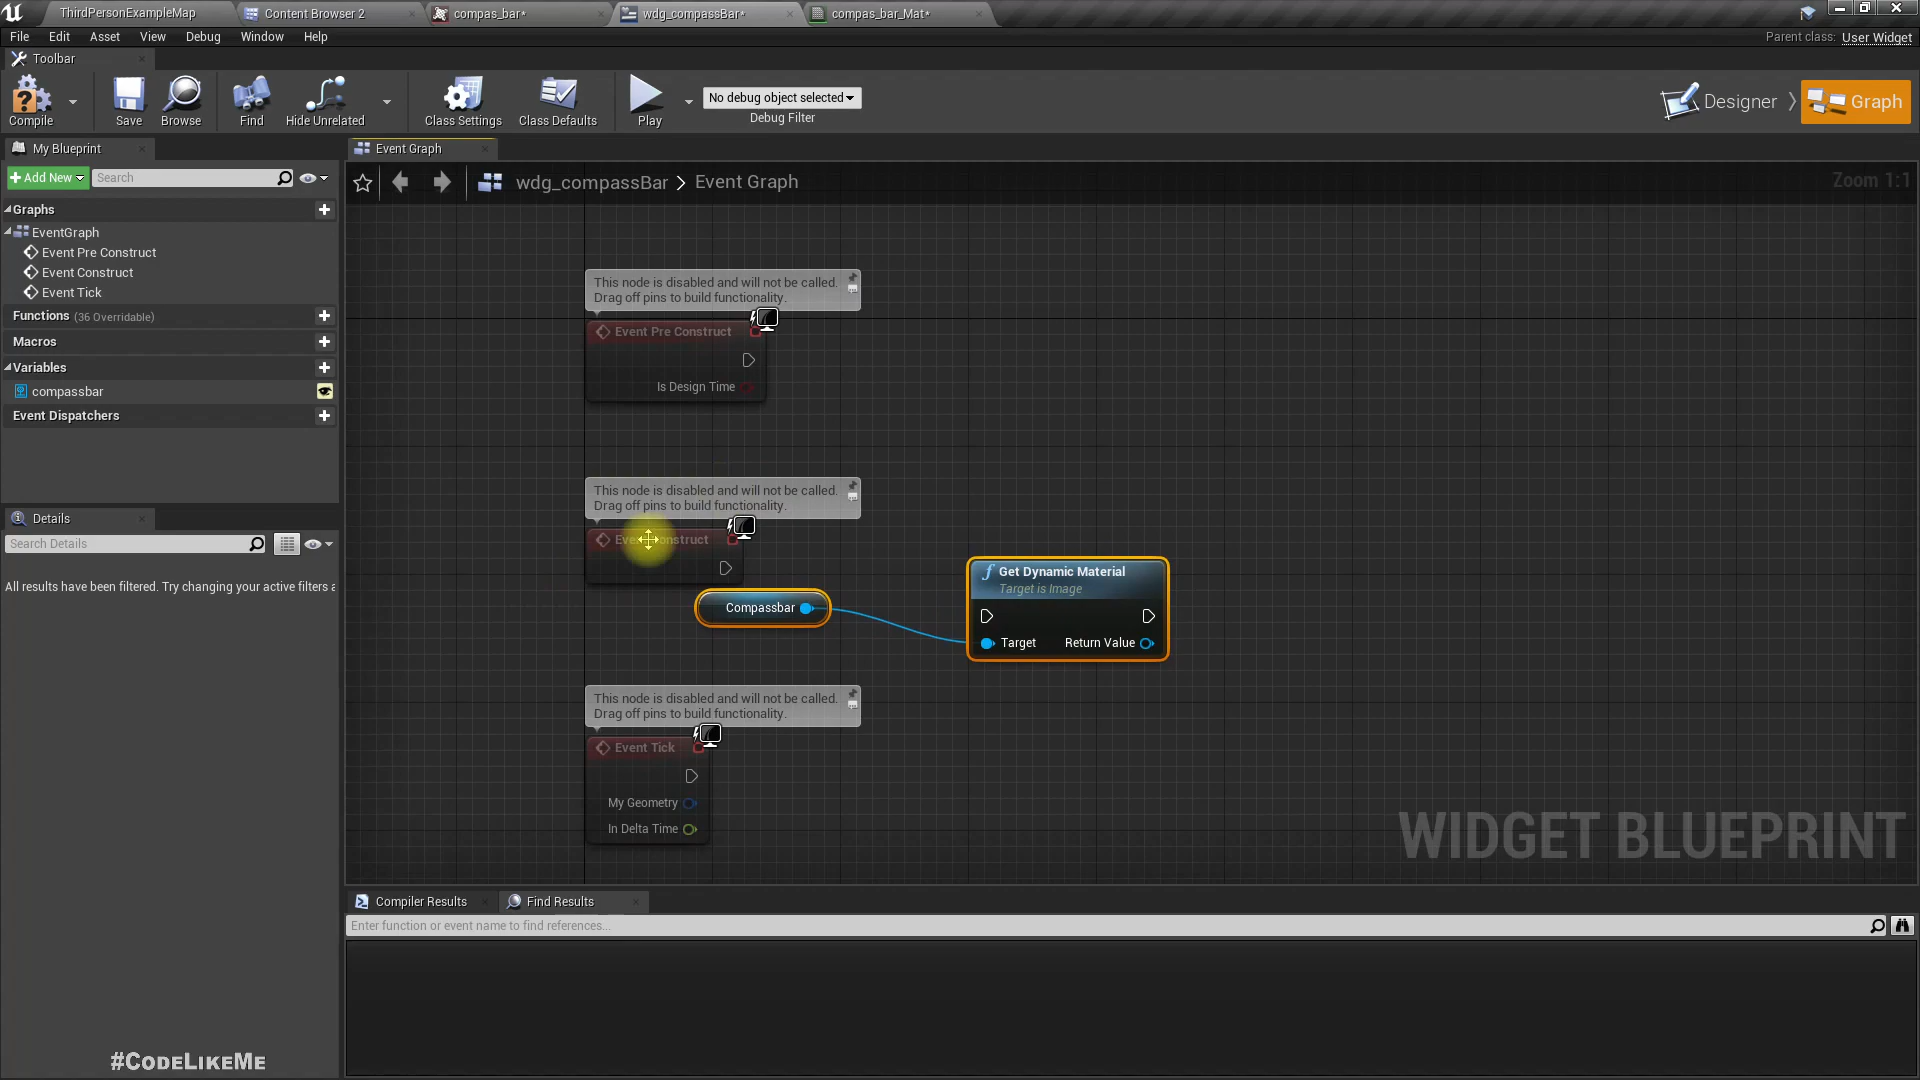 ThirdPersonExampleMap
Content Browser 2
compas_bar*
wdg_compassBar*
compas_bar_Mat*
File Edit Asset View Debug Window Help
Parent class: User Widget
Toolbar
Compile
Save
Browse
Find
Hide Unrelated
Class Settings
Class Defaults
Play
No debug object selected
Debug Filter
Designer
Graph
My Blueprint
Add New
Search
Graphs
EventGraph
Event Pre Construct
Event Construct
Event Tick
Functions (36 Overridable)
Macros
Variables
compassbar
Event Dispatchers
Details
Search Details
All results have been filtered. Try changing your active filters a
Event Graph
wdg_compassBar > Event Graph
Zoom 1:1
This node is disabled and will not be called.
Drag off pins to build functionality.
Event Pre Construct
Is Design Time
This node is disabled and will not be called.
Drag off pins to build functionality.
Event Construct
Compassbar
Get Dynamic Material
Target is Image
Target
Return Value
This node is disabled and will not be called.
Drag off pins to build functionality.
Event Tick
My Geometry
In Delta Time
WIDGET BLUEPRINT
Compiler Results
Find Results
Enter function or event name to find references...
#CodeLikeMe